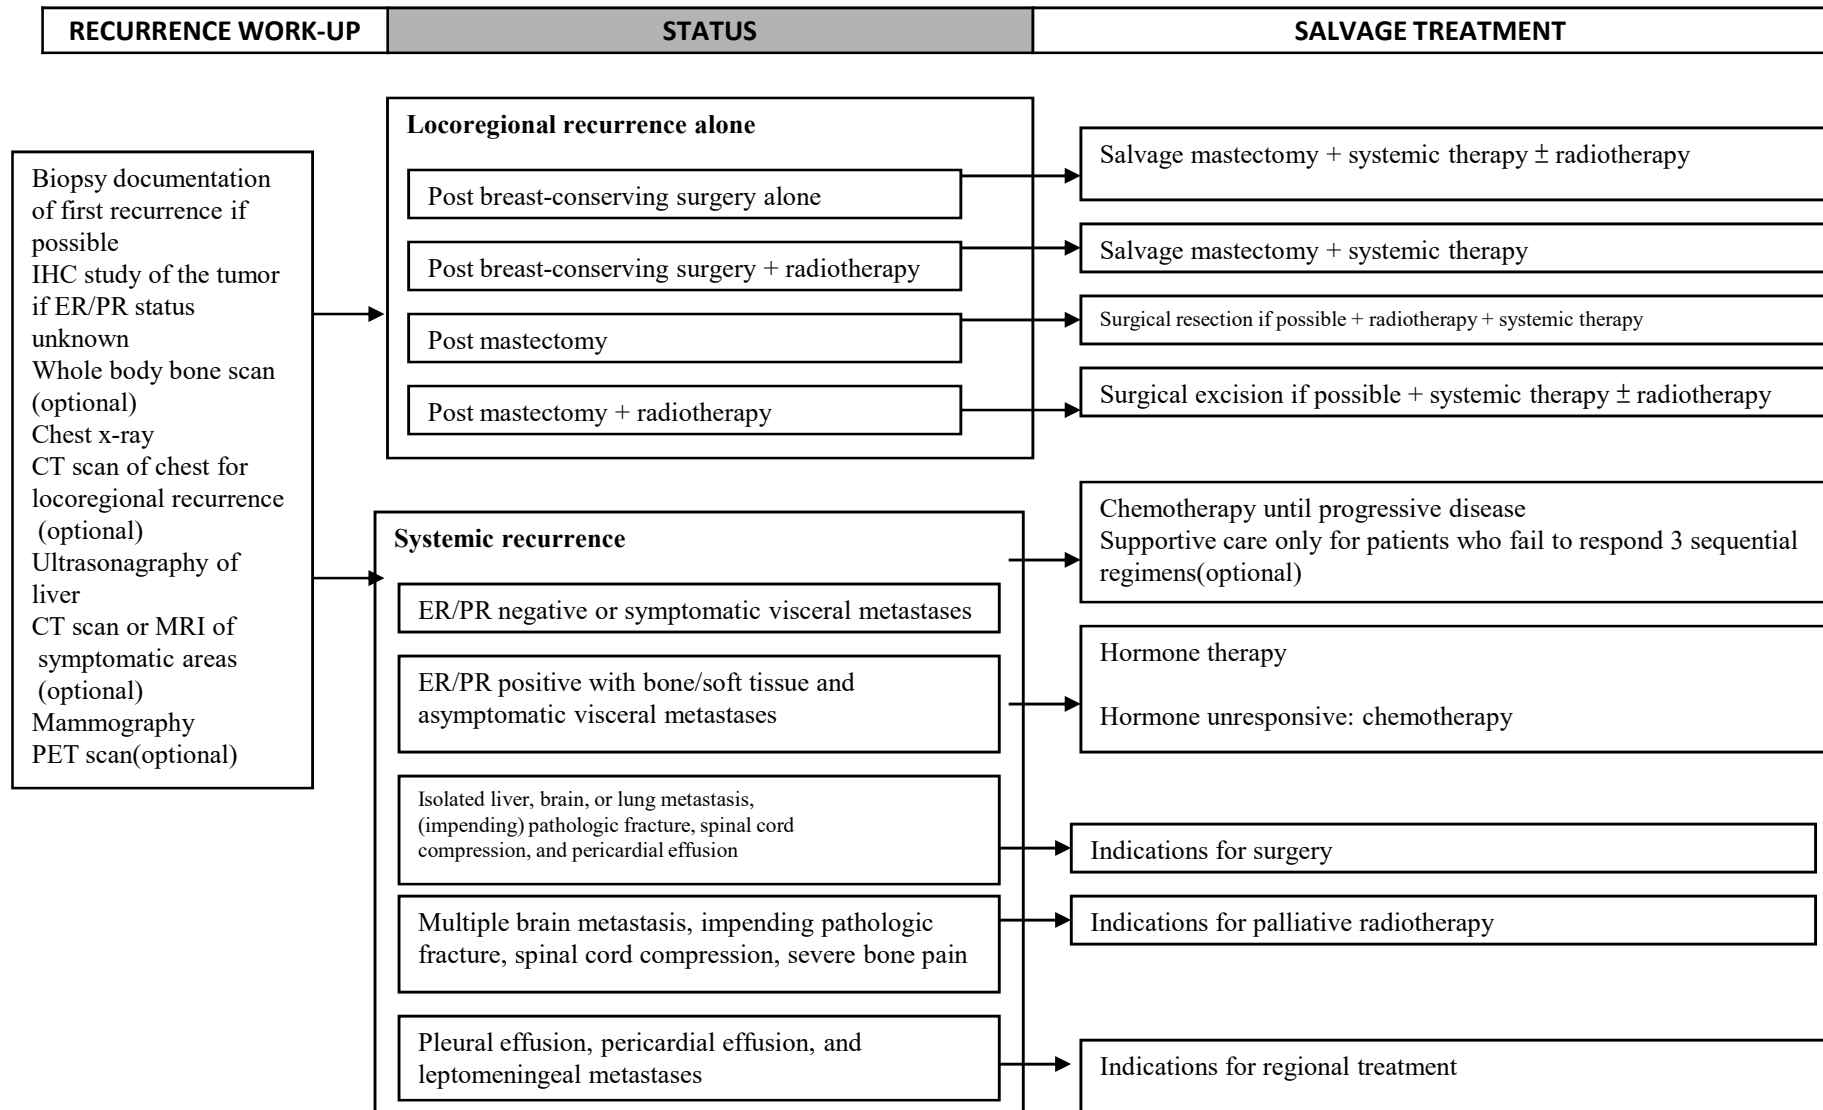 RECURRENCE WORK-UP
STATUS
SALVAGE TREATMENT
Biopsy documentation
of first recurrence if
possible
IHC study of the tumor
if ER/PR status
unknown
Whole body bone scan
(optional)
Chest x-ray
CT scan of chest for
locoregional recurrence
(optional)
Ultrasonagraphy of
liver
CT scan or MRI of
symptomatic areas
(optional)
Mammography
PET scan(optional)
Locoregional recurrence alone
Post breast-conserving surgery alone
Post breast-conserving surgery + radiotherapy
Post mastectomy
Post mastectomy + radiotherapy
Salvage mastectomy + systemic therapy ± radiotherapy
Salvage mastectomy + systemic therapy
Surgical resection if possible + radiotherapy + systemic therapy
Surgical excision if possible + systemic therapy ± radiotherapy
Systemic recurrence
ER/PR negative or symptomatic visceral metastases
ER/PR positive with bone/soft tissue and
asymptomatic visceral metastases
Isolated liver, brain, or lung metastasis,
(impending) pathologic fracture, spinal cord
compression, and pericardial effusion
Multiple brain metastasis, impending pathologic
fracture, spinal cord compression, severe bone pain
Pleural effusion, pericardial effusion, and
leptomeningeal metastases
Chemotherapy until progressive disease
Supportive care only for patients who fail to respond 3 sequential
regimens(optional)
Hormone therapy
Hormone unresponsive: chemotherapy
Indications for surgery
Indications for palliative radiotherapy
Indications for regional treatment